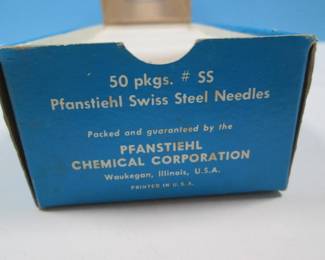 50 pkgs. # SS
Pfanstiehl Swiss Steel Needles
Packed and guaranteed by the
PFANSTIEHL
CHEMICAL CORPORATION
Waukegan, Illinois, U.S.A.
PRINTED IN U.S.A.